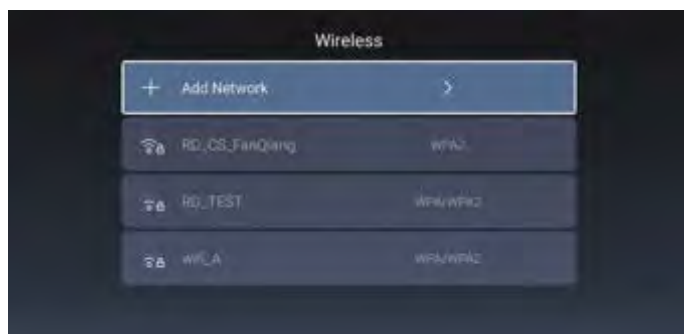 Wireless
+ Add Network >
RD_CS_FanQiang WPA2
RD_TEST WPA/WPA2
wifi_A WPA/WPA2